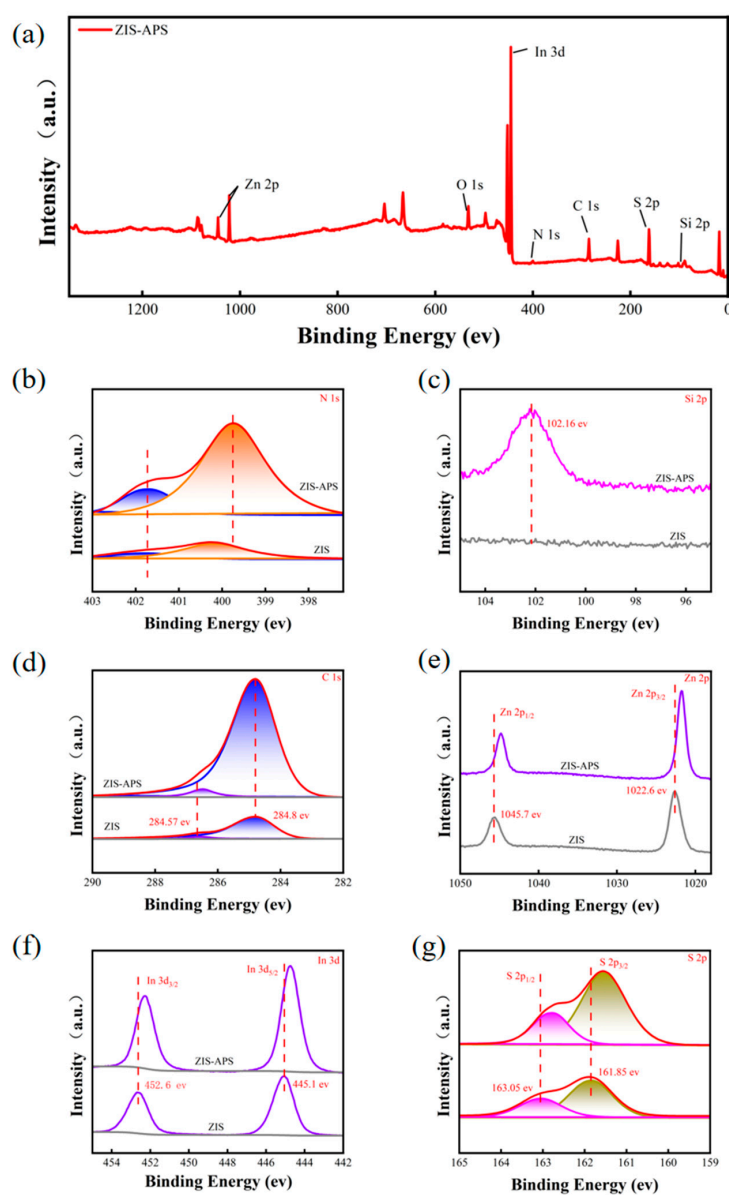 (a)
ZIS-APS
In 3d
Zn 2p
O 1s
N 1s
C 1s
S 2p
Si 2p
Intensity（a.u.）
1200 1000 800 600 400 200 0
Binding Energy (ev)
(b)
N 1s
ZIS-APS
ZIS
Intensity (a.u.)
403 402 401 400 399 398
Binding Energy (ev)
(c)
Si 2p
102.16 ev
ZIS-APS
ZIS
Intensity (a.u.)
104 102 100 98 96
Binding Energy (ev)
(d)
C 1s
ZIS-APS
ZIS
284.57 ev
284.8 ev
Intensity (a.u.)
290 288 286 284 282
Binding Energy (ev)
(e)
Zn 2p
Zn 2p1/2
Zn 2p3/2
ZIS-APS
1045.7 ev
1022.6 ev
ZIS
Intensity (a.u.)
1050 1040 1030 1020
Binding Energy (ev)
(f)
In 3d
In 3d3/2
In 3d5/2
ZIS-APS
452.6 ev
445.1 ev
ZIS
Intensity (a.u.)
454 452 450 448 446 444 442
Binding Energy (ev)
(g)
S 2p
S 2p1/2
S 2p3/2
163.05 ev
161.85 ev
Intensity (a.u.)
165 164 163 162 161 160 159
Binding Energy (ev)